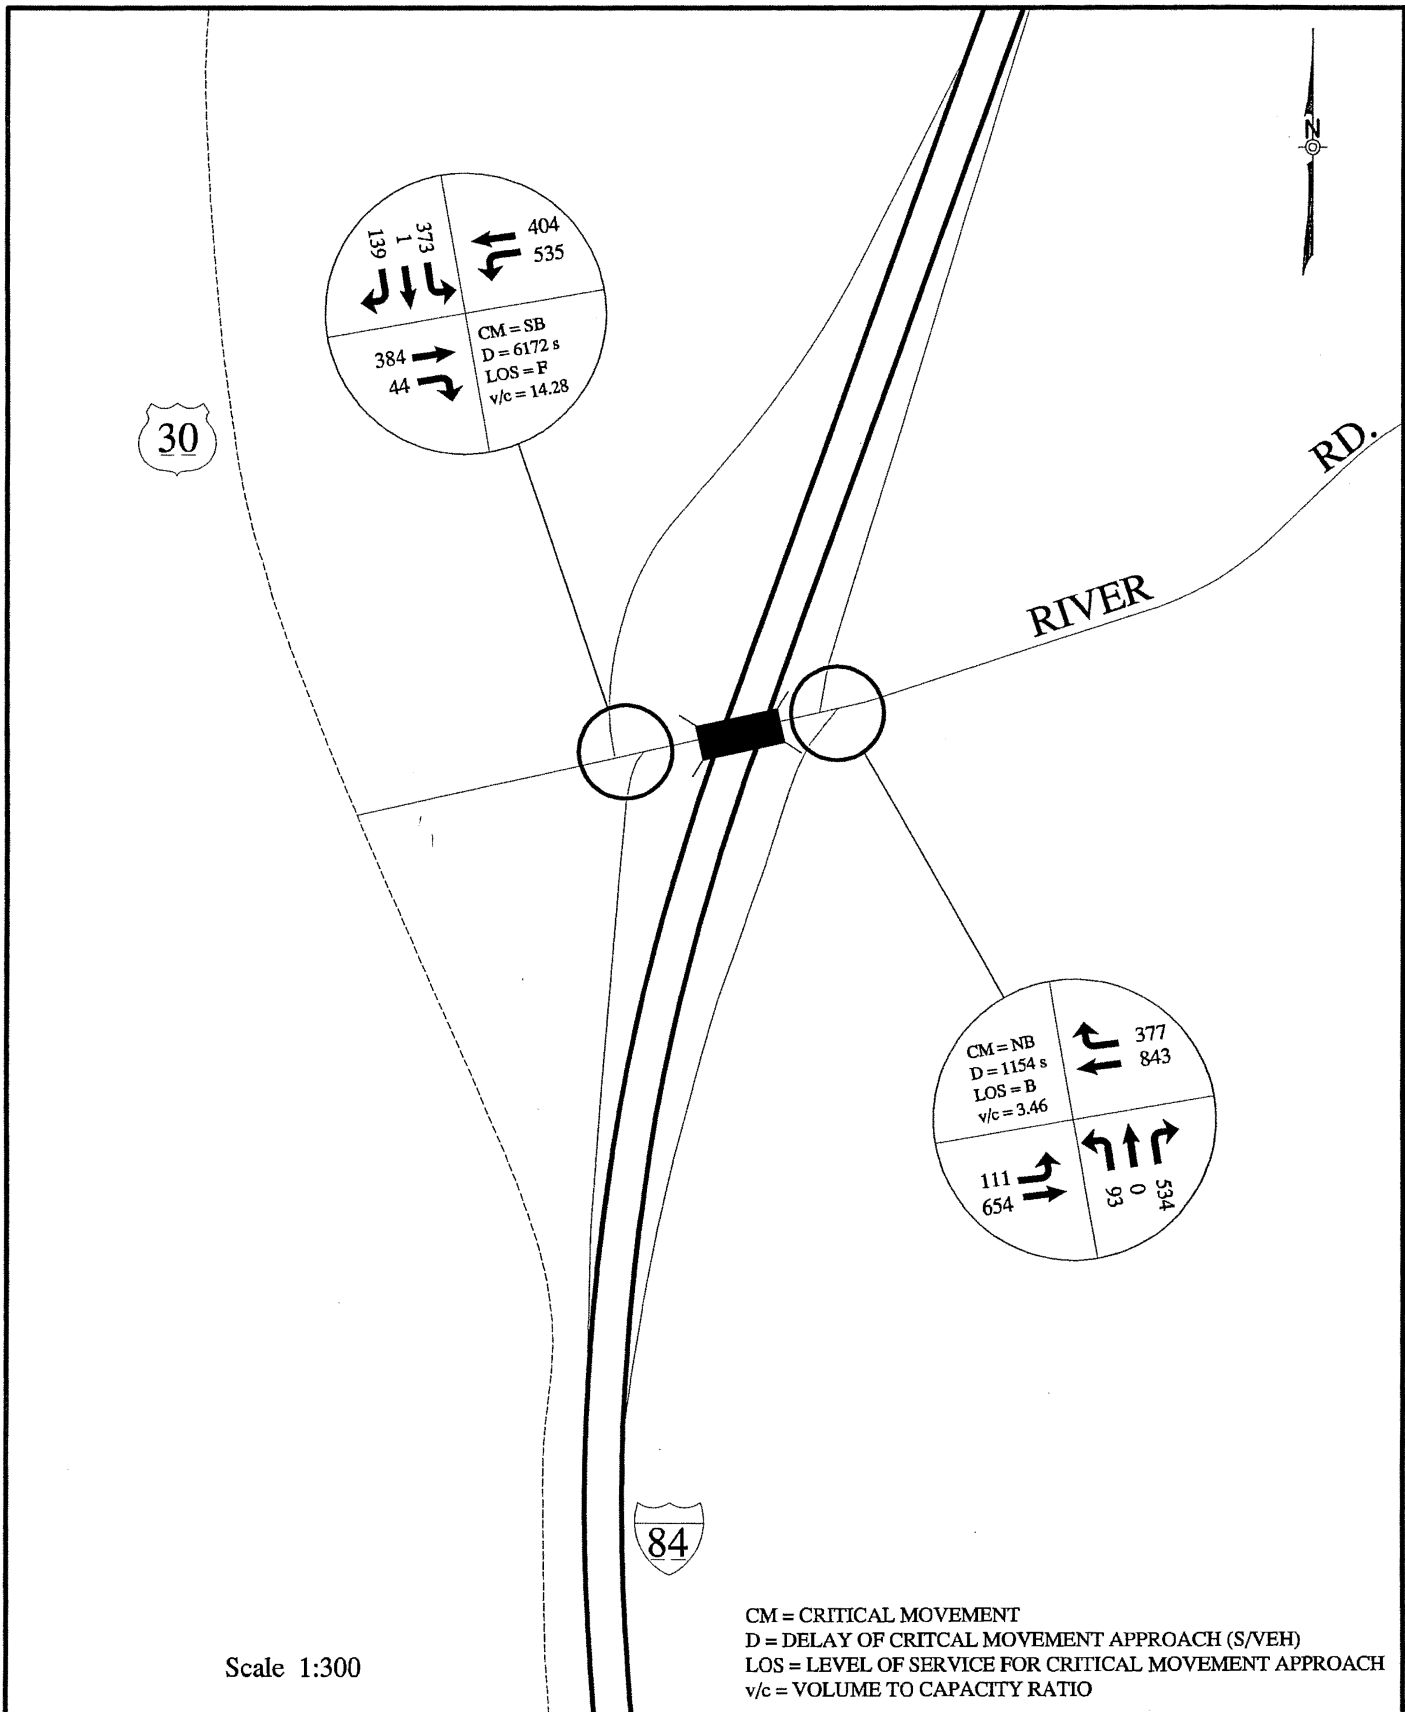 N
373
1
139
404
535
384
44
CM = SB
D = 6172 s
LOS = F
v/c = 14.28
30
RD.
RIVER
CM = NB
D = 1154 s
LOS = B
v/c = 3.46
377
843
111
654
93
0
534
84
Scale 1:300
CM = CRITICAL MOVEMENT
D = DELAY OF CRITCAL MOVEMENT APPROACH (S/VEH)
LOS = LEVEL OF SERVICE FOR CRITICAL MOVEMENT APPROACH
v/c = VOLUME TO CAPACITY RATIO